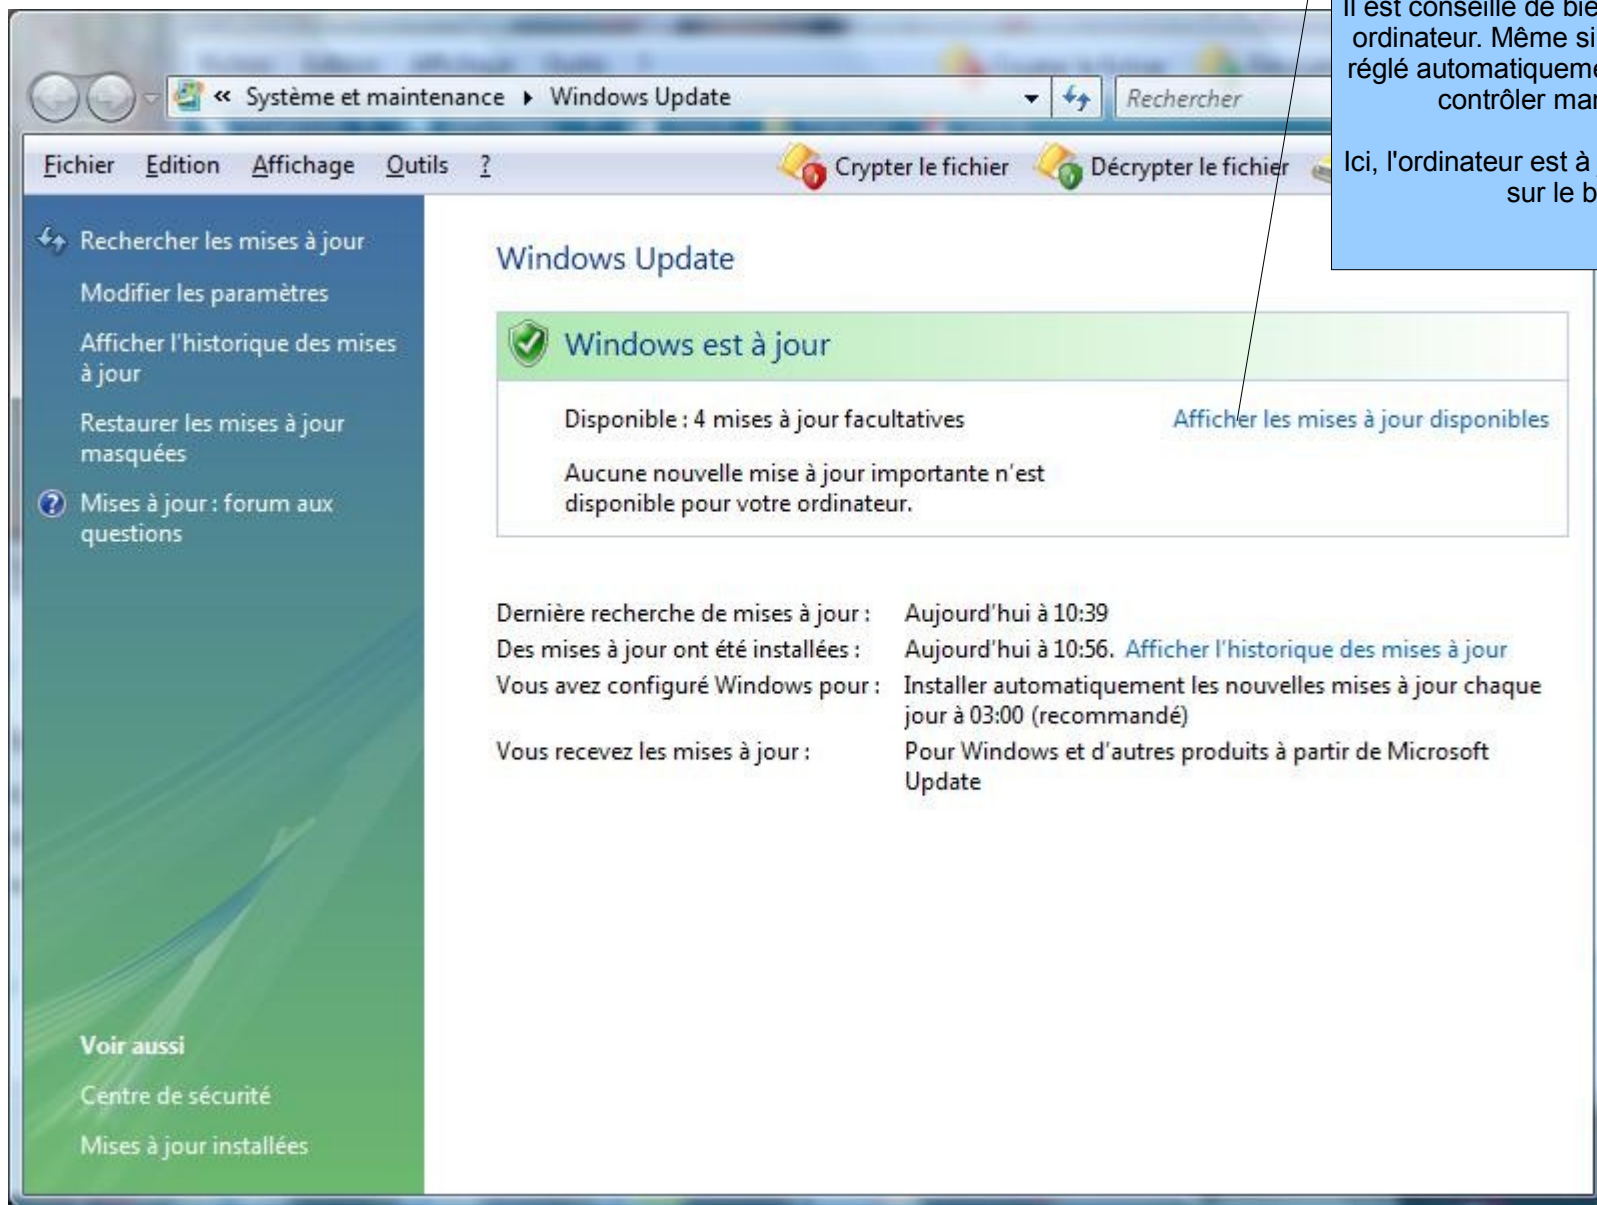 Il est conseillé de bie
ordinateur. Même si
réglé automatiqueme
contrôler mar
Ici, l'ordinateur est à
sur le b
« Système et maintenance ▸ Windows Update
Rechercher
Fichier Edition Affichage Outils ?
Crypter le fichier Décrypter le fichier
Rechercher les mises à jour
Modifier les paramètres
Afficher l'historique des mises
à jour
Restaurer les mises à jour
masquées
Mises à jour : forum aux
questions
Voir aussi
Centre de sécurité
Mises à jour installées
Windows Update
Windows est à jour
Disponible : 4 mises à jour facultatives Afficher les mises à jour disponibles
Aucune nouvelle mise à jour importante n'est
disponible pour votre ordinateur.
Dernière recherche de mises à jour : Aujourd'hui à 10:39
Des mises à jour ont été installées : Aujourd'hui à 10:56. Afficher l'historique des mises à jour
Vous avez configuré Windows pour : Installer automatiquement les nouvelles mises à jour chaque
jour à 03:00 (recommandé)
Vous recevez les mises à jour : Pour Windows et d'autres produits à partir de Microsoft
Update